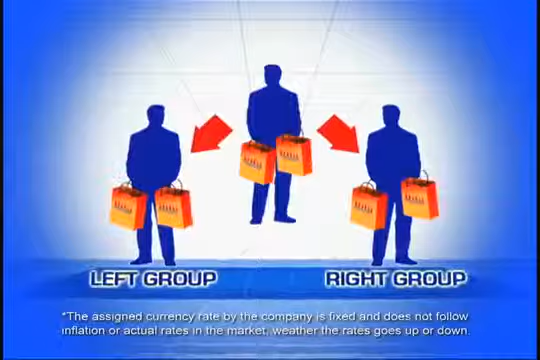 LEFT GROUP
RIGHT GROUP
*The assigned currency rate by the company is fixed and does not follow
inflation or actual rates in the market, weather the rates goes up or down.